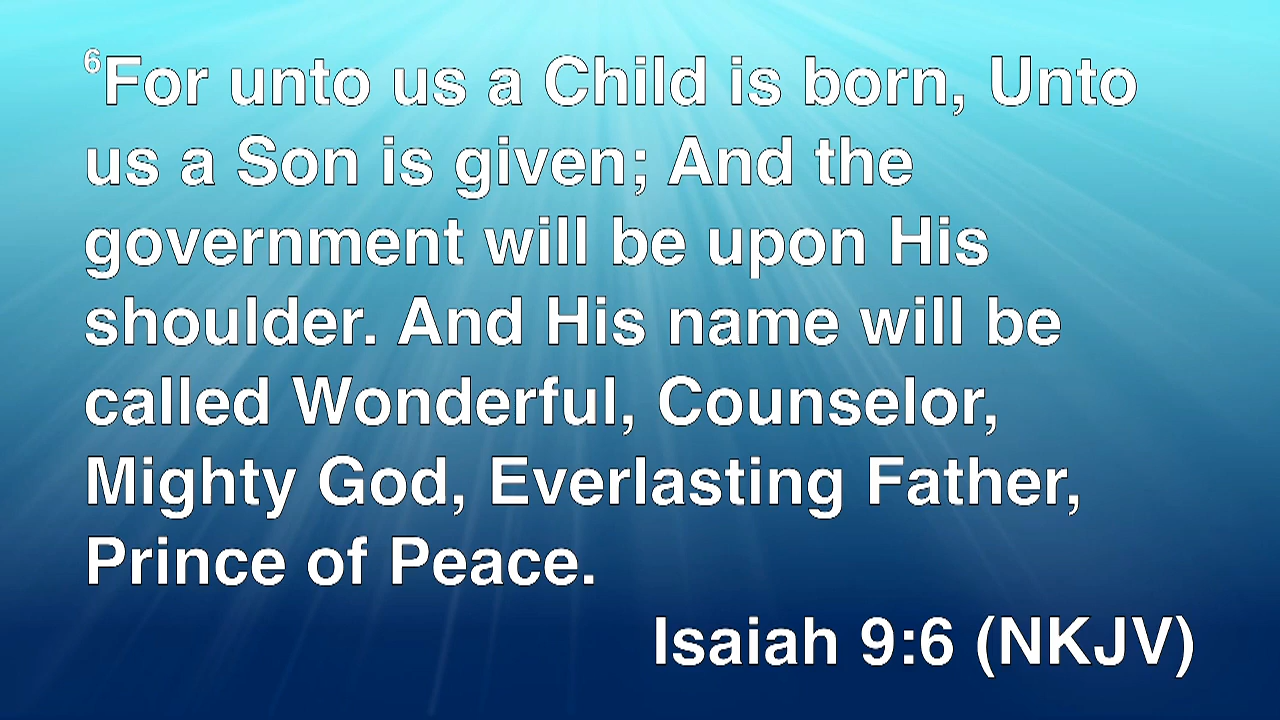 ⁶For unto us a Child is born, Unto
us a Son is given; And the
government will be upon His
shoulder. And His name will be
called Wonderful, Counselor,
Mighty God, Everlasting Father,
Prince of Peace.
Isaiah 9:6 (NKJV)